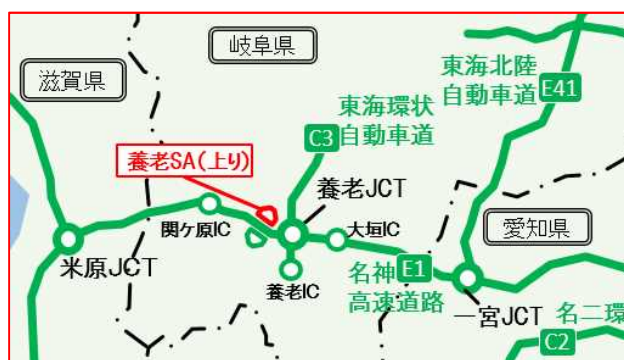 岐阜県
滋賀県
東海北陸
自動車道
E41
東海環状
自動車道
C3
養老SA(上り)
養老JCT
愛知県
関ヶ原IC
大垣IC
米原JCT
養老IC
名神
高速道路
E1
一宮JCT
名二環
C2